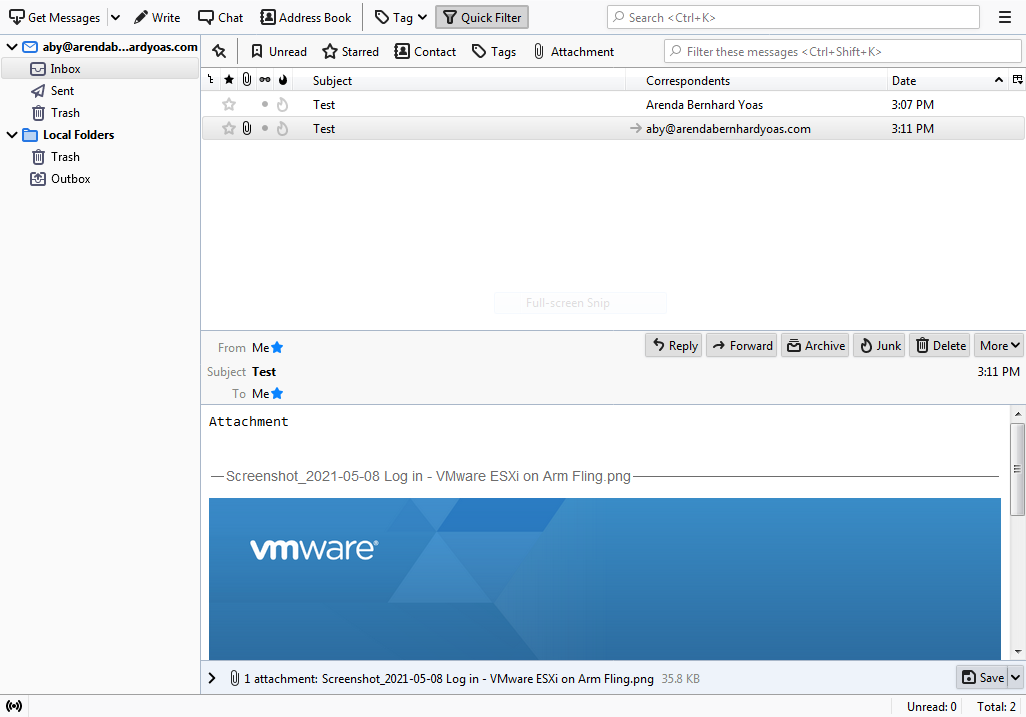 Get Messages Write Chat Address Book Tag Quick Filter Search <Ctrl+K>
aby@arendab...ardyoas.com
Inbox
Sent
Trash
Local Folders
Trash
Outbox
Unread Starred Contact Tags Attachment Filter these messages <Ctrl+Shift+K>
Subject Correspondents Date
Test Arenda Bernhard Yoas 3:07 PM
Test aby@arendabernhardyoas.com 3:11 PM
Full-screen Snip
From Me Reply Forward Archive Junk Delete More
Subject Test 3:11 PM
To Me
Attachment
Screenshot_2021-05-08 Log in - VMware ESXi on Arm Fling.png
vmware®
1 attachment: Screenshot_2021-05-08 Log in - VMware ESXi on Arm Fling.png 35.8 KB Save
Unread: 0 Total: 2